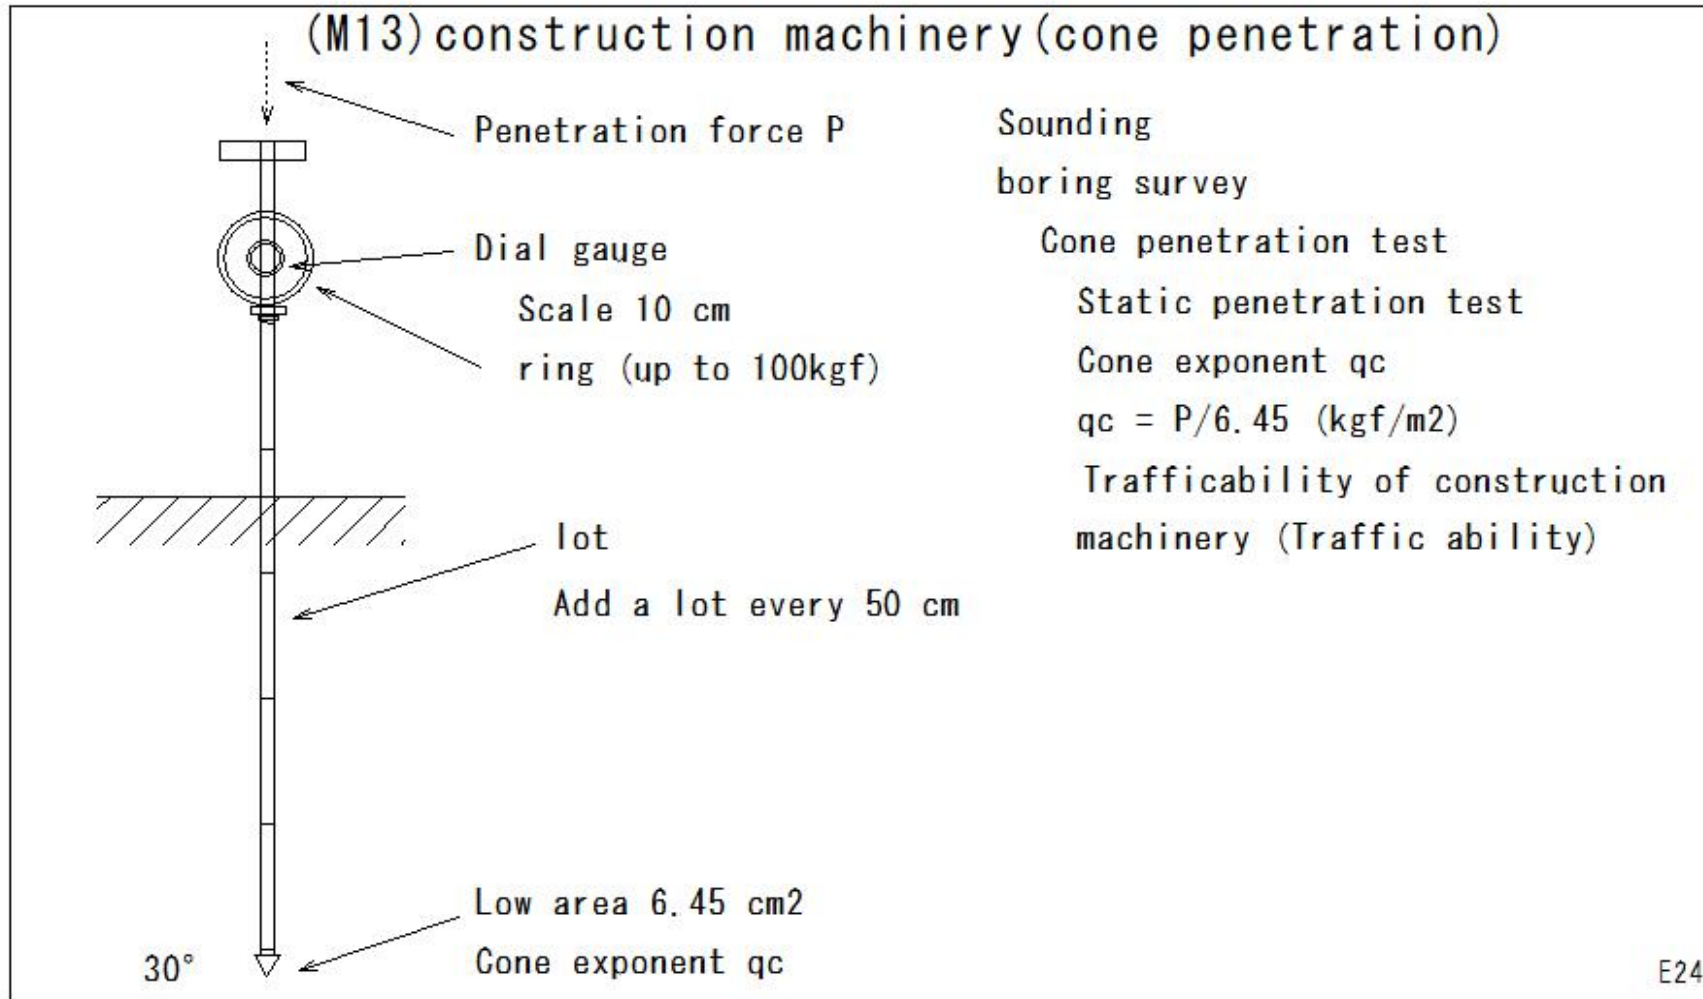 (M13)construction machinery(cone penetration)
Penetration force P
Dial gauge
Scale 10 cm
ring (up to 100kgf)
lot
Add a lot every 50 cm
Low area 6.45 cm2
Cone exponent qc
30°
Sounding
boring survey
Cone penetration test
Static penetration test
Cone exponent qc
qc = P/6.45 (kgf/m2)
Trafficability of construction
machinery (Traffic ability)
E24